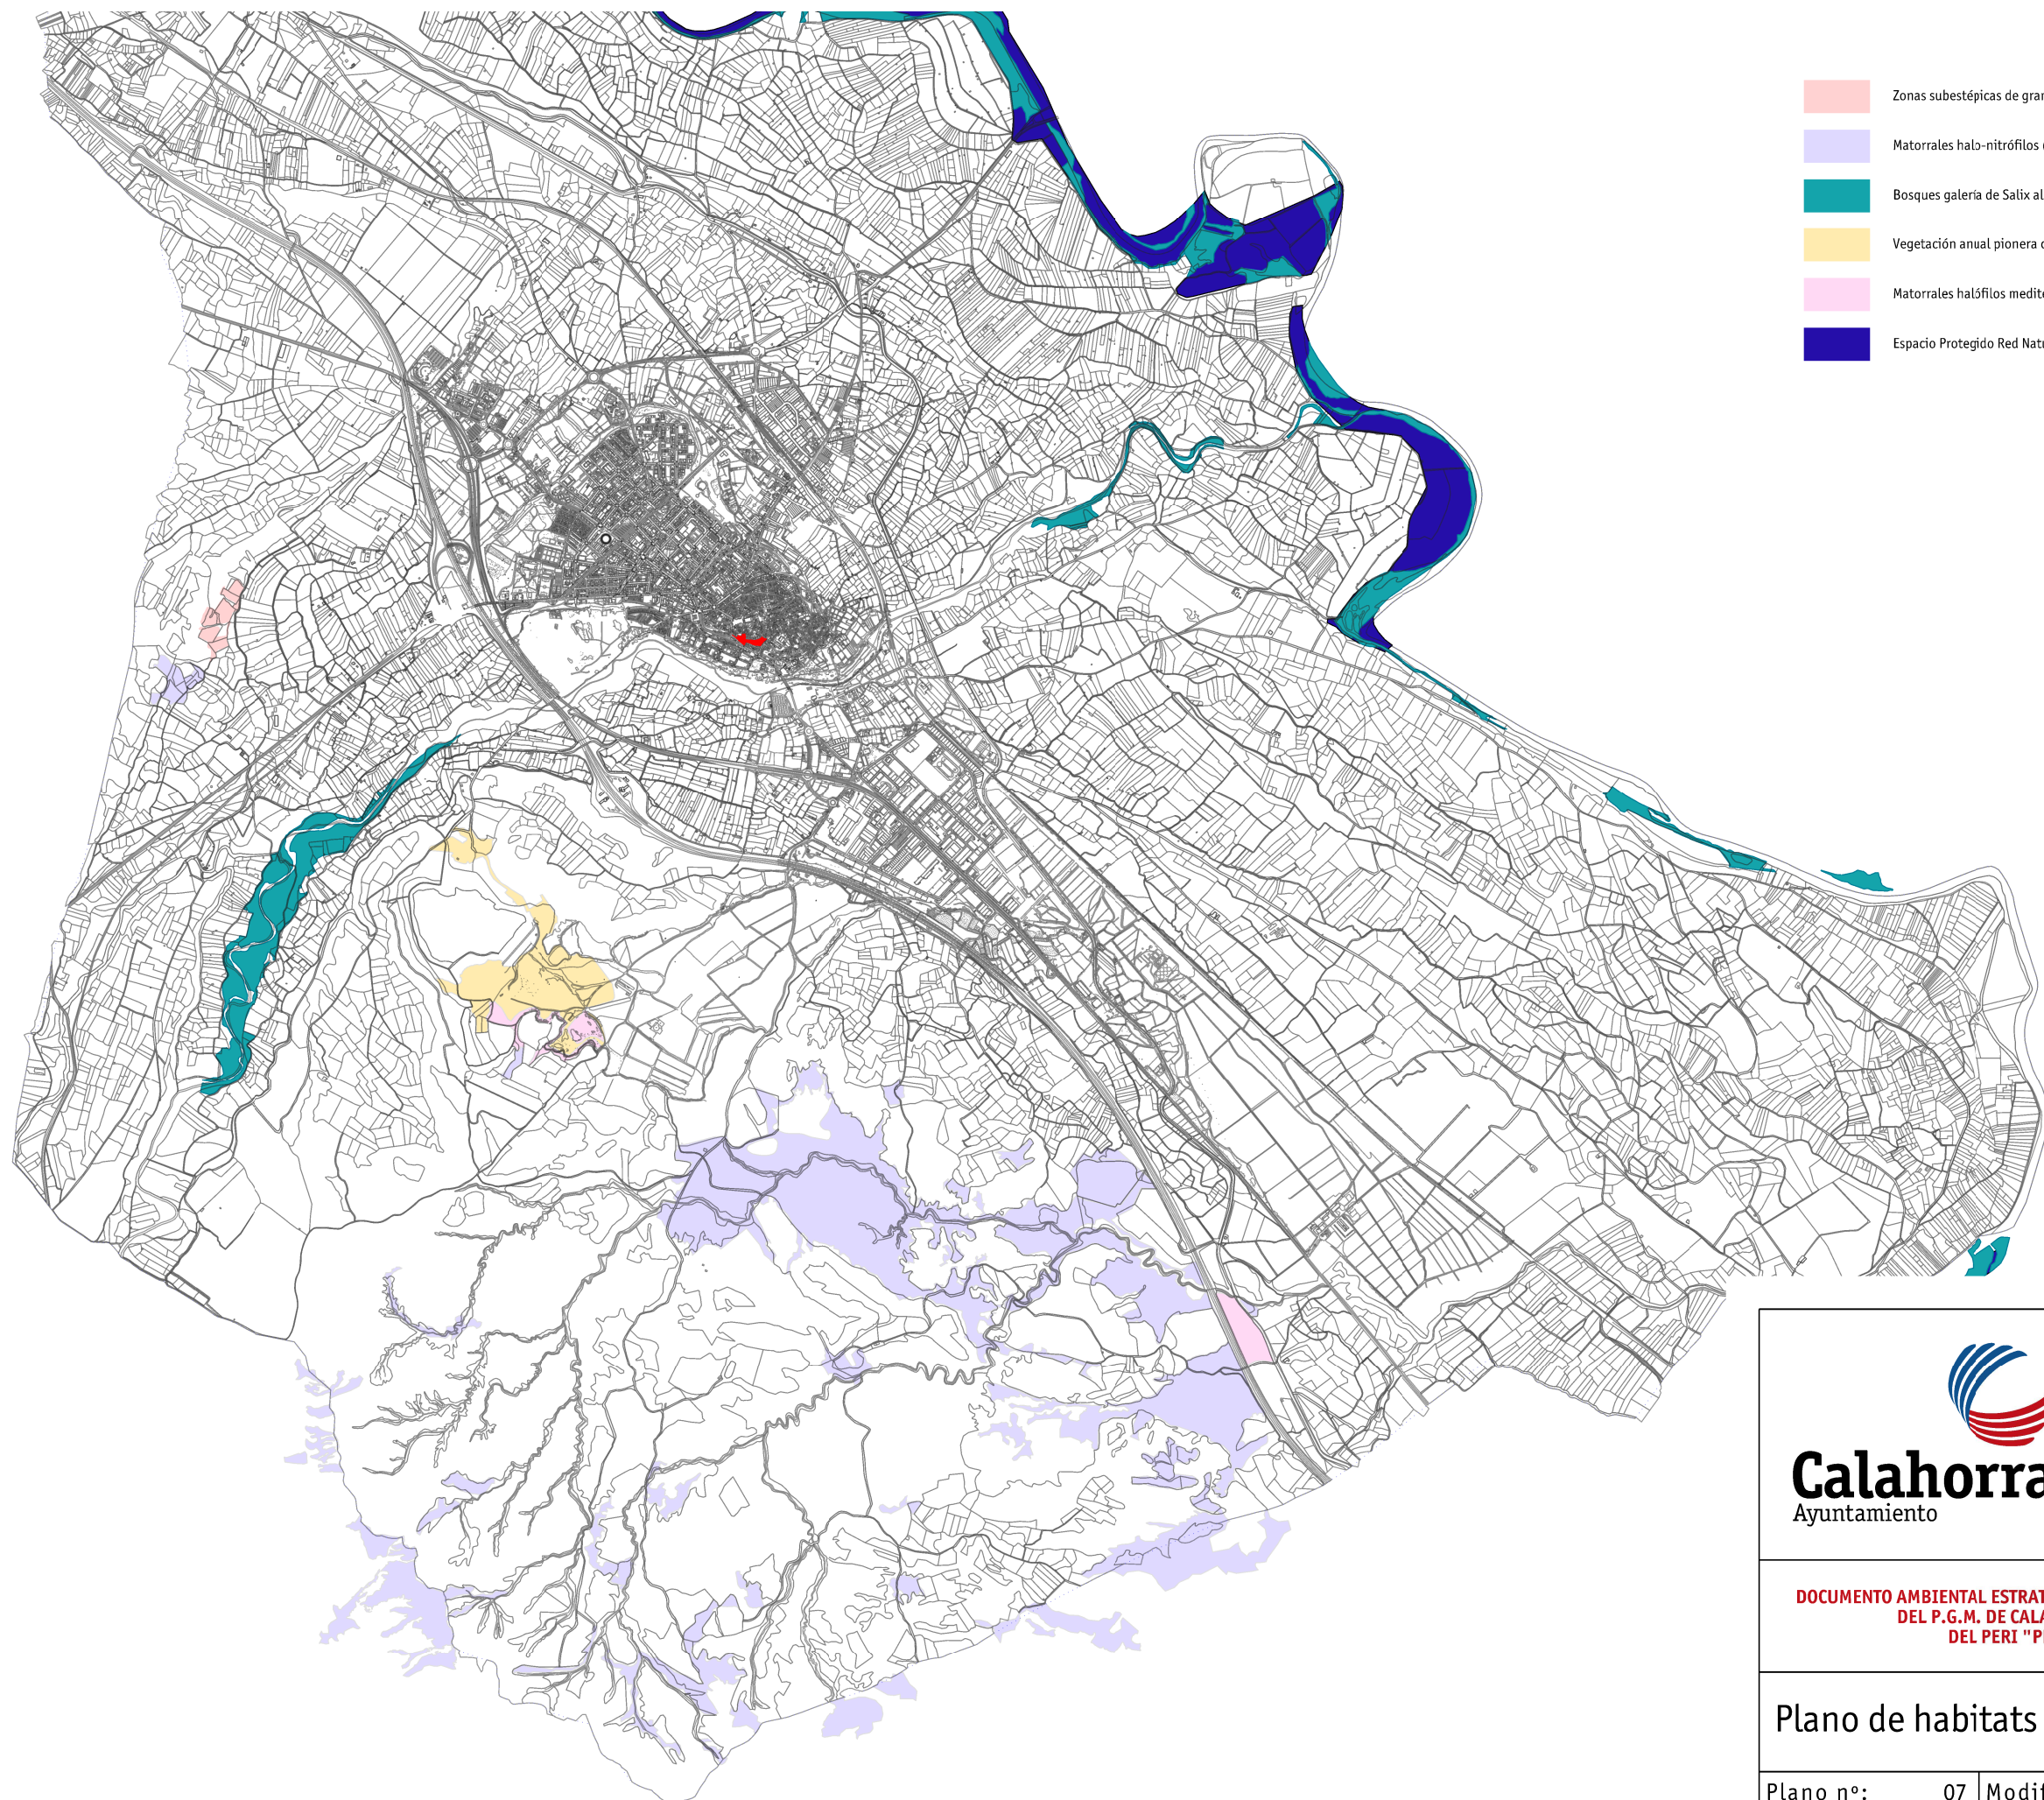 Zonas subestépicas de gran
Matorrales halo-nitrófilos
Bosques galería de Salix al
Vegetación anual pionera
Matorrales halófilos medit
Espacio Protegido Red Nat
Calahorra
Ayuntamiento
DOCUMENTO AMBIENTAL ESTRAT
DEL P.G.M. DE CALA
DEL PERI "P
Plano de habitats
Plano nº: 07 Modif